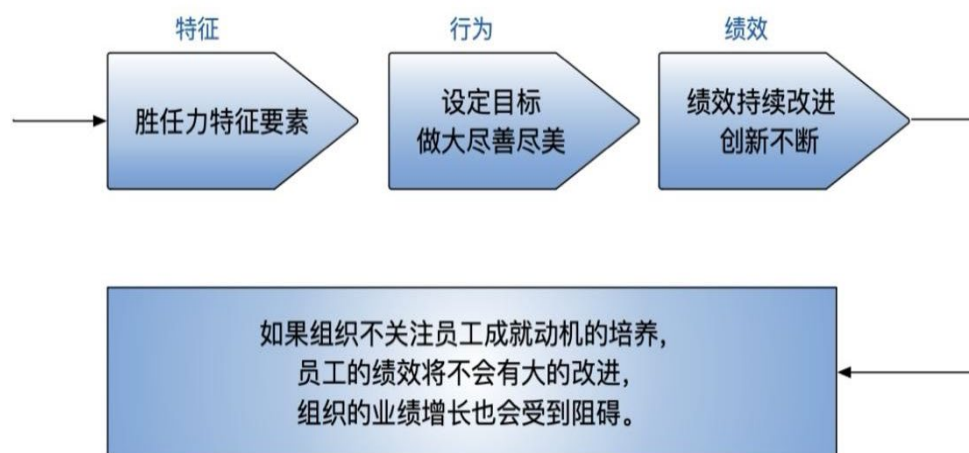 特征
行为
绩效
胜任力特征要素
设定目标
做大尽善尽美
绩效持续改进
创新不断
如果组织不关注员工成就动机的培养,
员工的绩效将不会有大的改进,
组织的业绩增长也会受到阻碍。